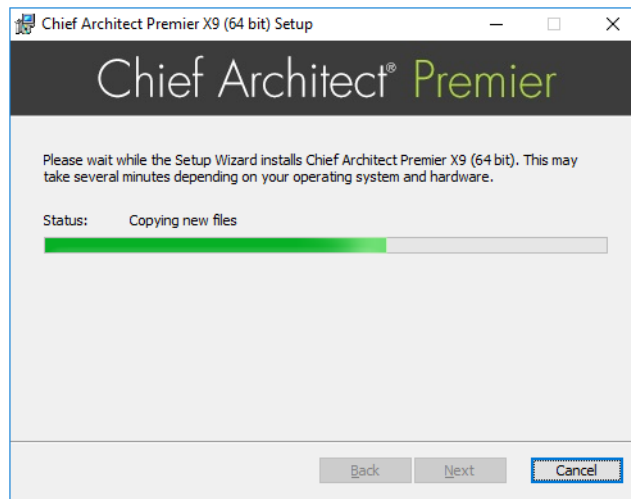 Chief Architect Premier X9 (64 bit) Setup
Chief Architect® Premier
Please wait while the Setup Wizard installs Chief Architect Premier X9 (64 bit). This may
take several minutes depending on your operating system and hardware.
Status: Copying new files
Back Next Cancel